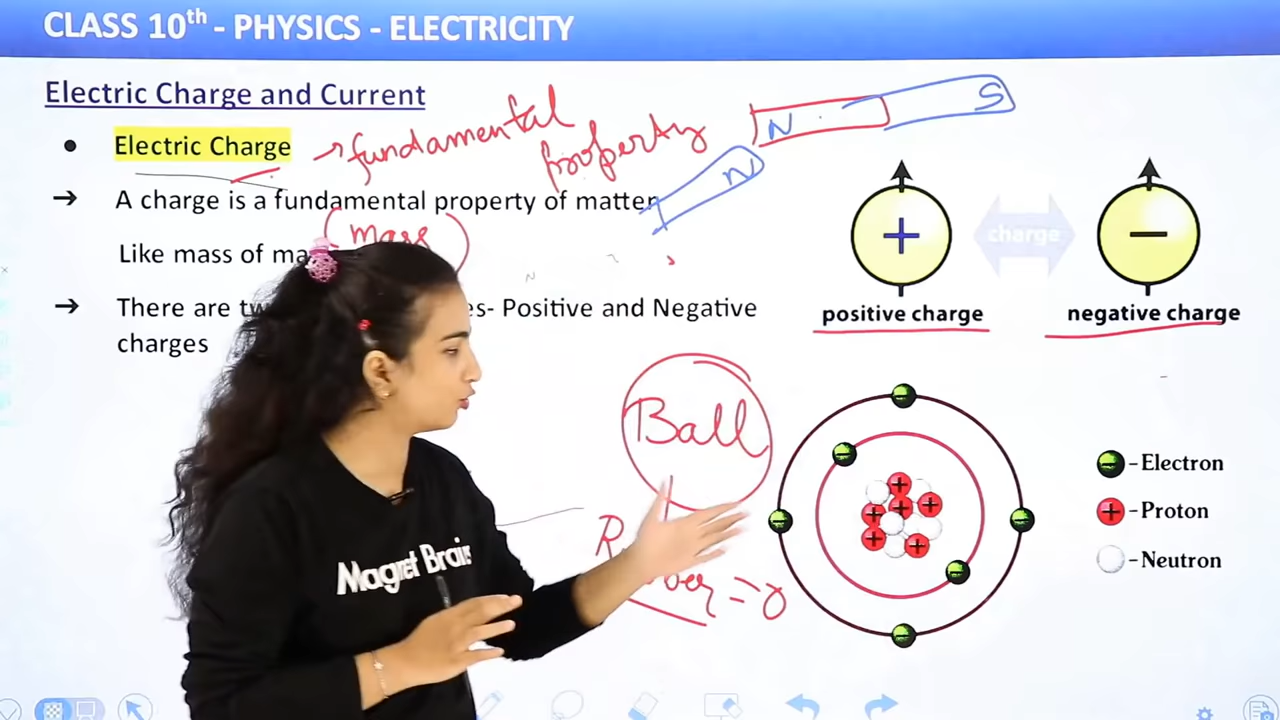 CLASS 10th - PHYSICS - ELECTRICITY
Electric Charge and Current
Electric Charge → fundamental property
A charge is a fundamental property of matter
(mass)
Like mass of ma
There are tw es- Positive and Negative
charges
N S
N
+
charge
−
positive charge
negative charge
Ball
= 0
- Electron
- Proton
- Neutron
Magnet Brains